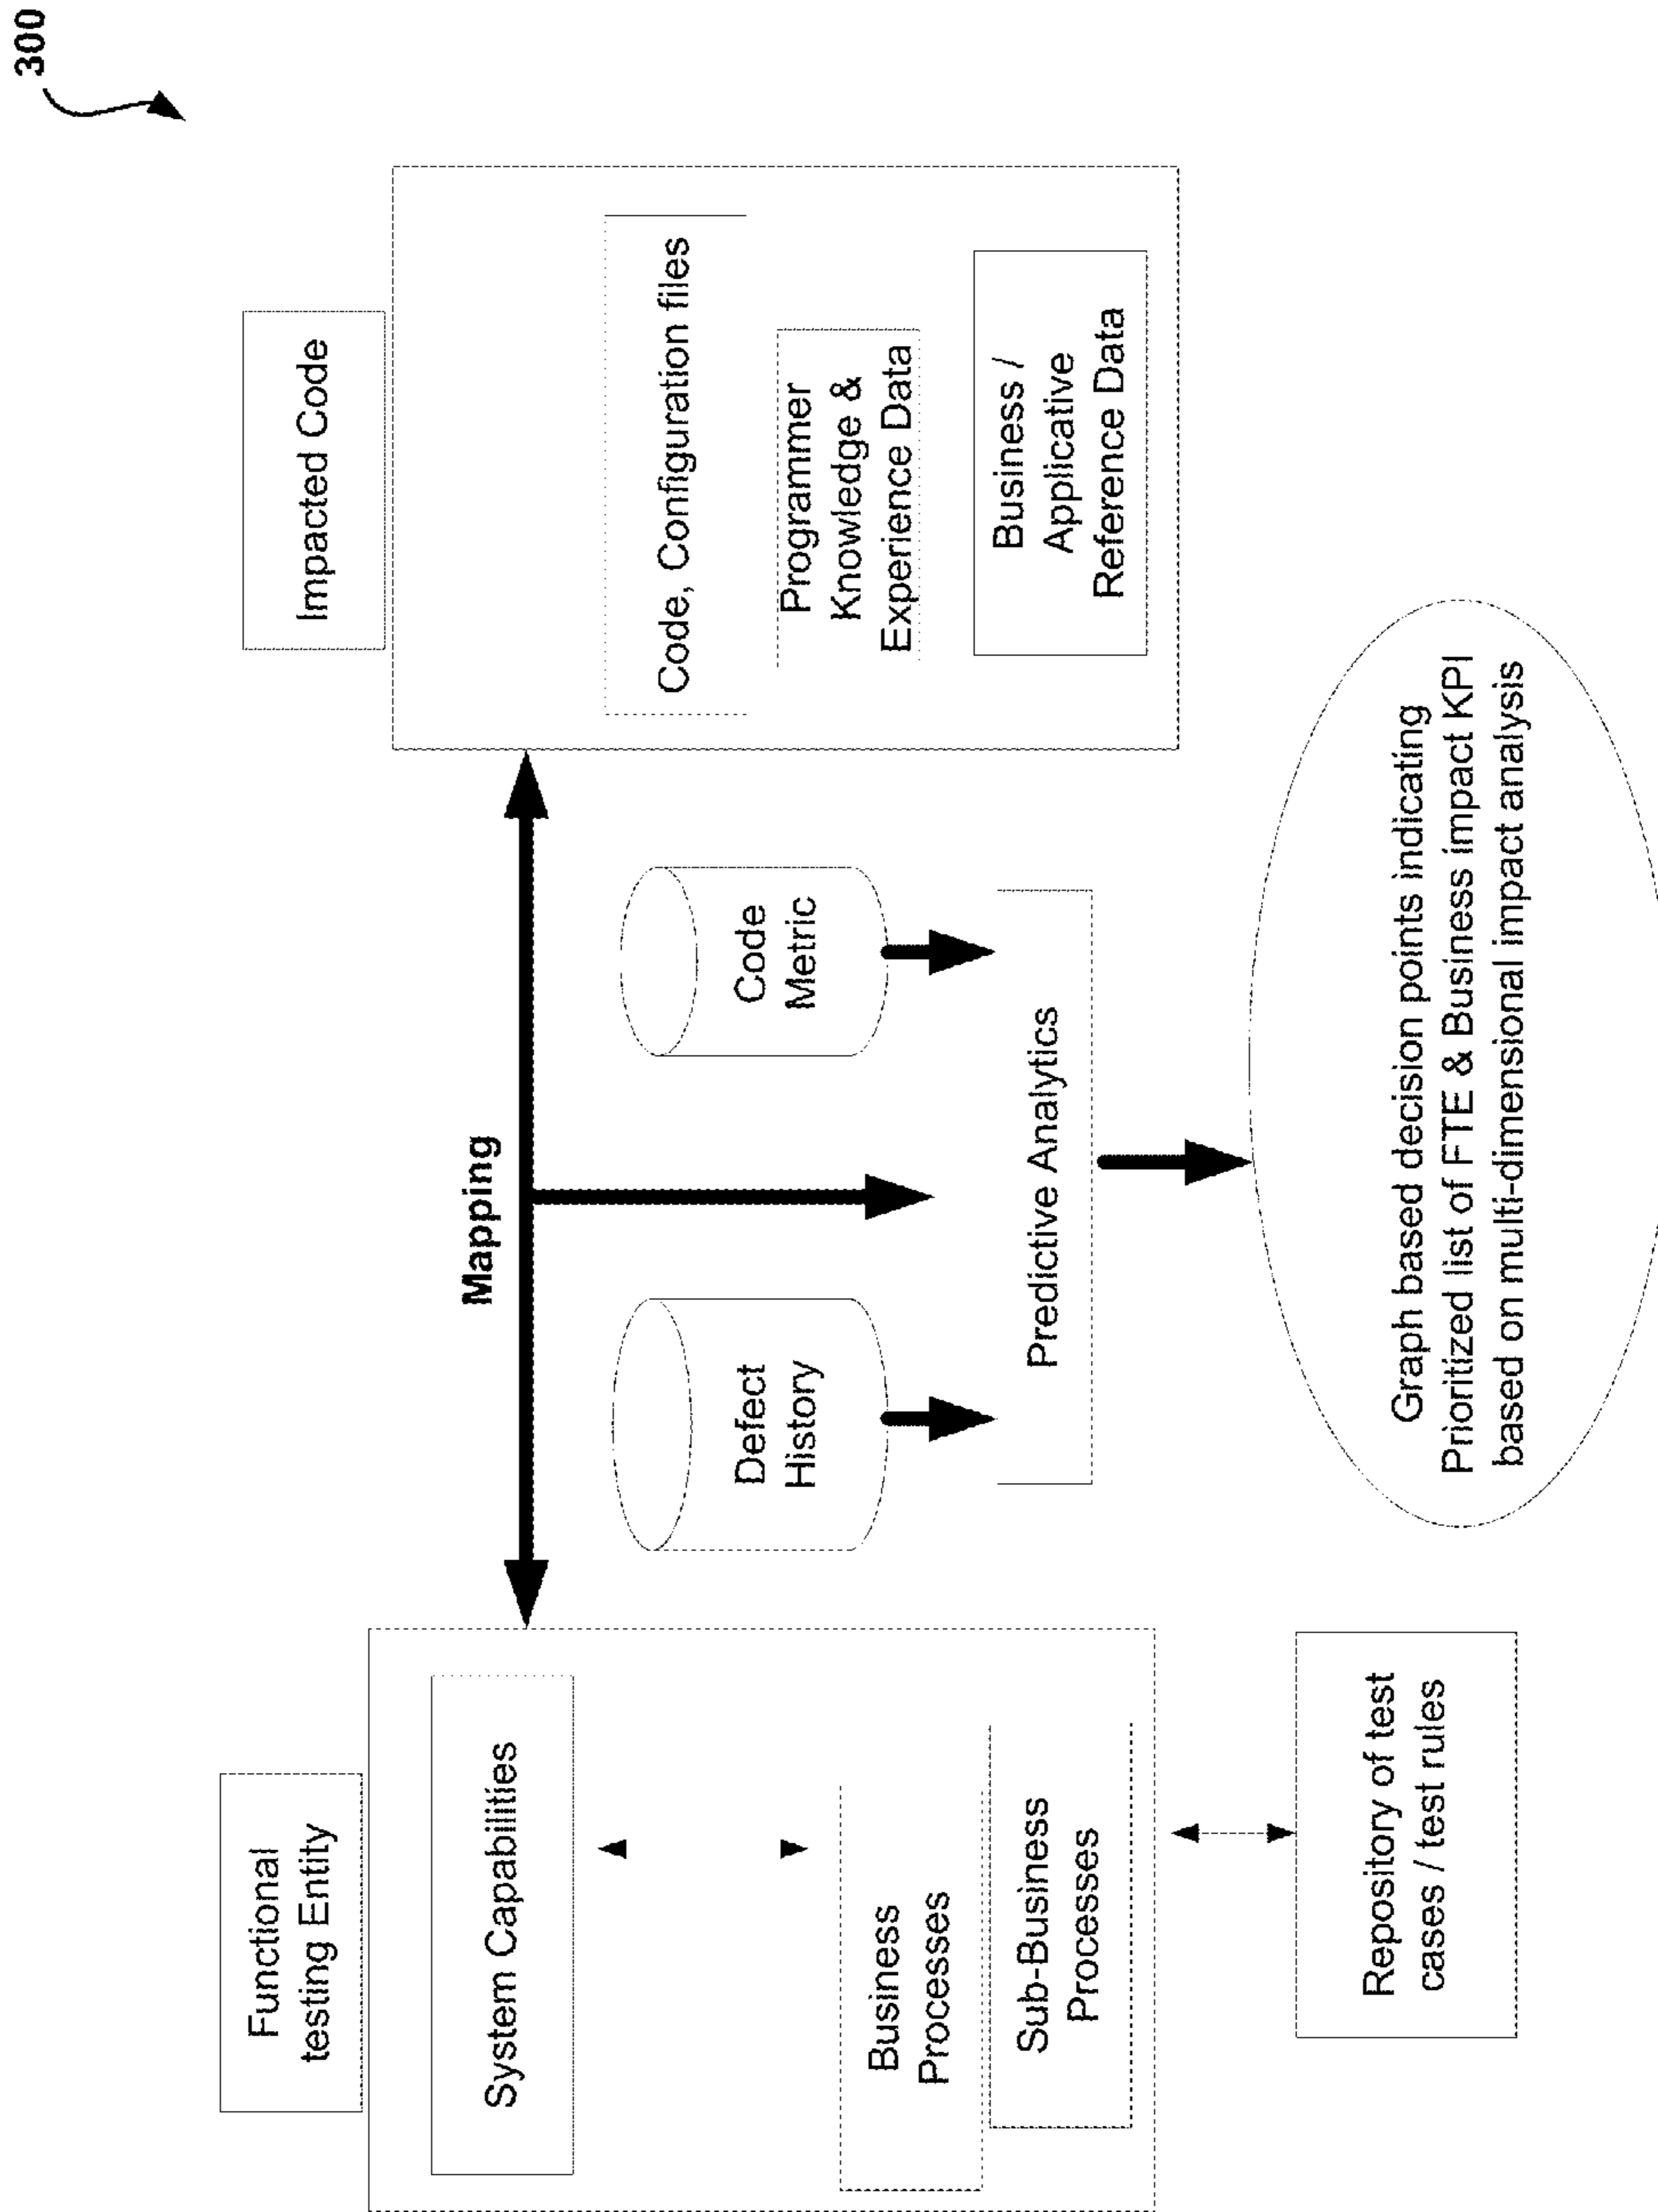 300
Functional
testing Entity
System Capabilities
Business
Processes
Sub-Business
Processes
Repository of test
cases / test rules
Mapping
Defect
History
Code
Metric
Predictive Analytics
Graph based decision points indicating
Prioritized list of FTE & Business impact KPI
based on multi-dimensional impact analysis
Impacted Code
Code, Configuration files
Programmer
Knowledge &
Experience Data
Business /
Applicative
Reference Data